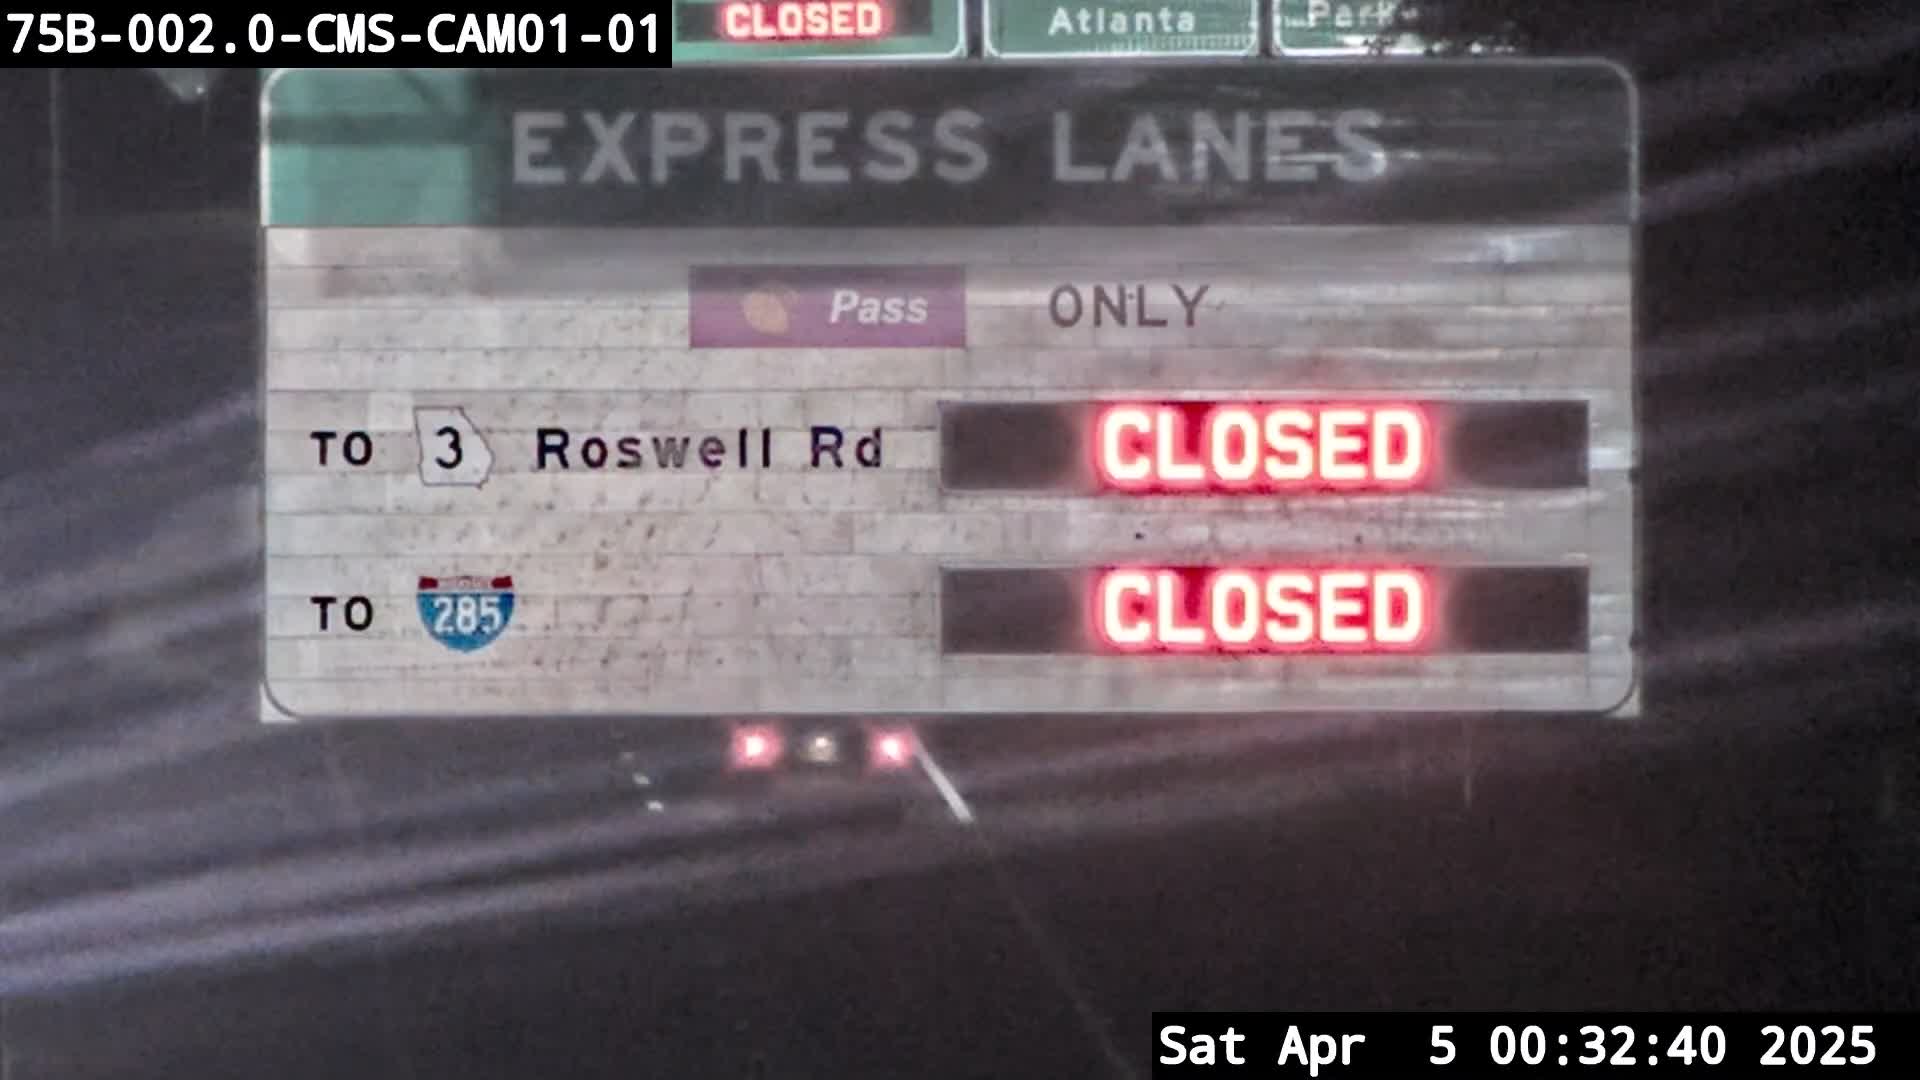 75B-002.0-CMS-CAM01-01
CLOSED
Atlanta
Park
EXPRESS LANES
Pass ONLY
TO 3 Roswell Rd CLOSED
TO 285 CLOSED
Sat Apr 5 00:32:40 2025